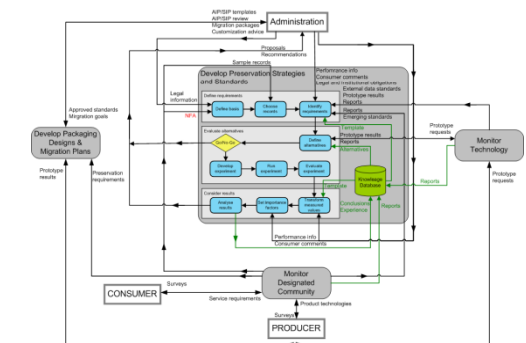 AIP/SIP templates
AIP/SIP review
Migration packages
Customization advice
Administration
Proposals
Recommendations
Sample records
Performance info
Consumer comments
Legal and institutional obligations
Develop Preservation Strategies
and Standards
External data standards
Prototype results
Reports
Reports
Emerging standards
Legal
Information
NFA
Define requirements
Define basis
Choose records
Identify requirements
Template
Approved standards
Migration goals
Develop Packaging
Designs &
Migration Plans
Evaluate alternatives
Go/No-Go
Define alternatives
Prototype results
Reports
Alternatives
Prototype
requests
Monitor
Technology
Prototype
results
Preservation
requirements
Develop experiment
Run experiment
Evaluate experiment
Knowledge
Database
Reports
Prototype
requests
Template
Consider results
Analyse results
Set importance factors
Transform measured values
Conclusions
Experience
Reports
Performance info
Consumer comments
Monitor
Designated
Community
Surveys
CONSUMER
Service requirements
Product technologies
Surveys
PRODUCER